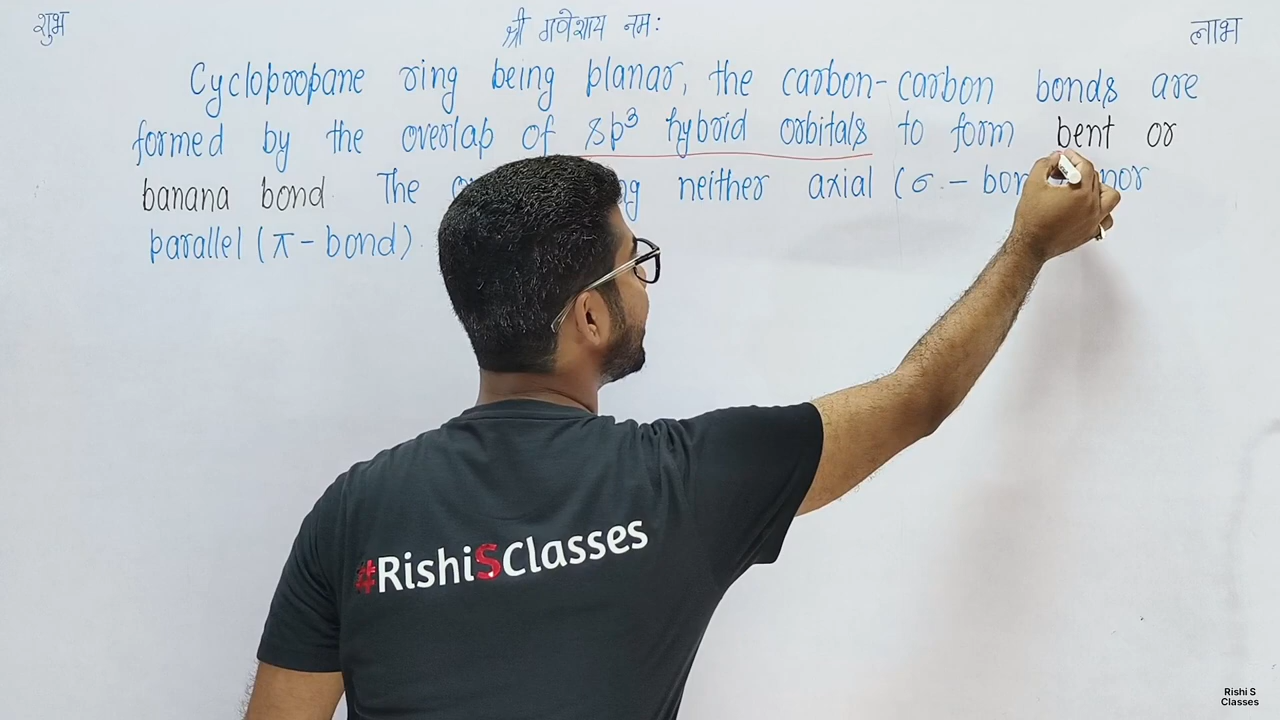 शुभ
श्री गणेशाय नमः
लाभ
Cyclopropane ring being planar, the carbon-carbon bonds are
formed by the overlap of sp³ hybrid orbitals to form bent or
banana bond. The neither axial (σ - nor
parallel (π - bond).
#RishiSClasses
Rishi S
Classes